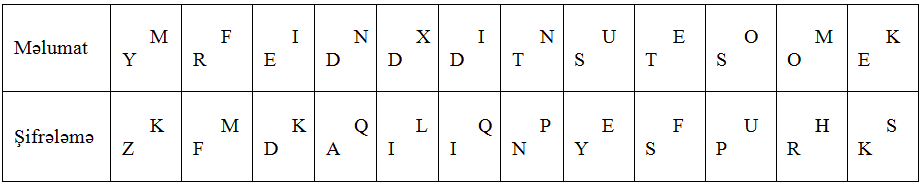 Məlumat M Y F R I E N D X D I D N T U S E T O S M O K E
Şifrələmə K Z M F K D Q A L I Q I P N E Y F S U P H R S K